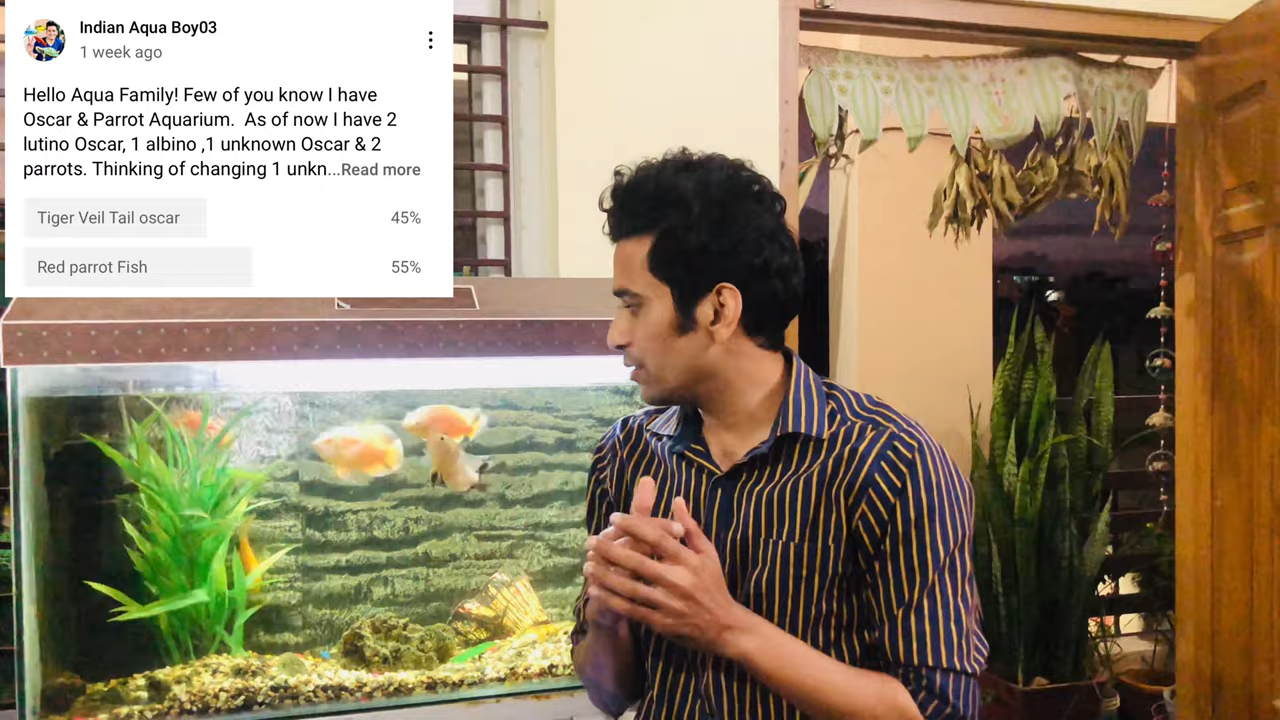 Indian Aqua Boy03
1 week ago
Hello Aqua Family! Few of you know I have
Oscar & Parrot Aquarium.  As of now I have 2
lutino Oscar, 1 albino ,1 unknown Oscar & 2
parrots. Thinking of changing 1 unkn...Read more
Tiger Veil Tail oscar 45%
Red parrot Fish 55%